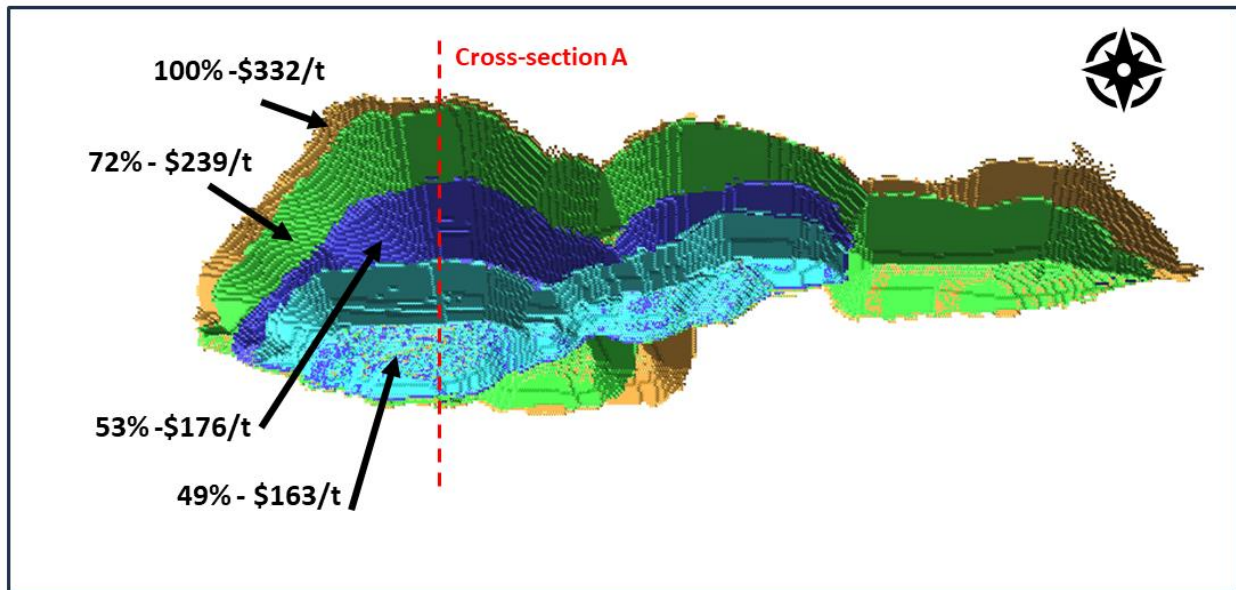 Cross-section A
100% -$332/t
72% - $239/t
53% -$176/t
49% - $163/t